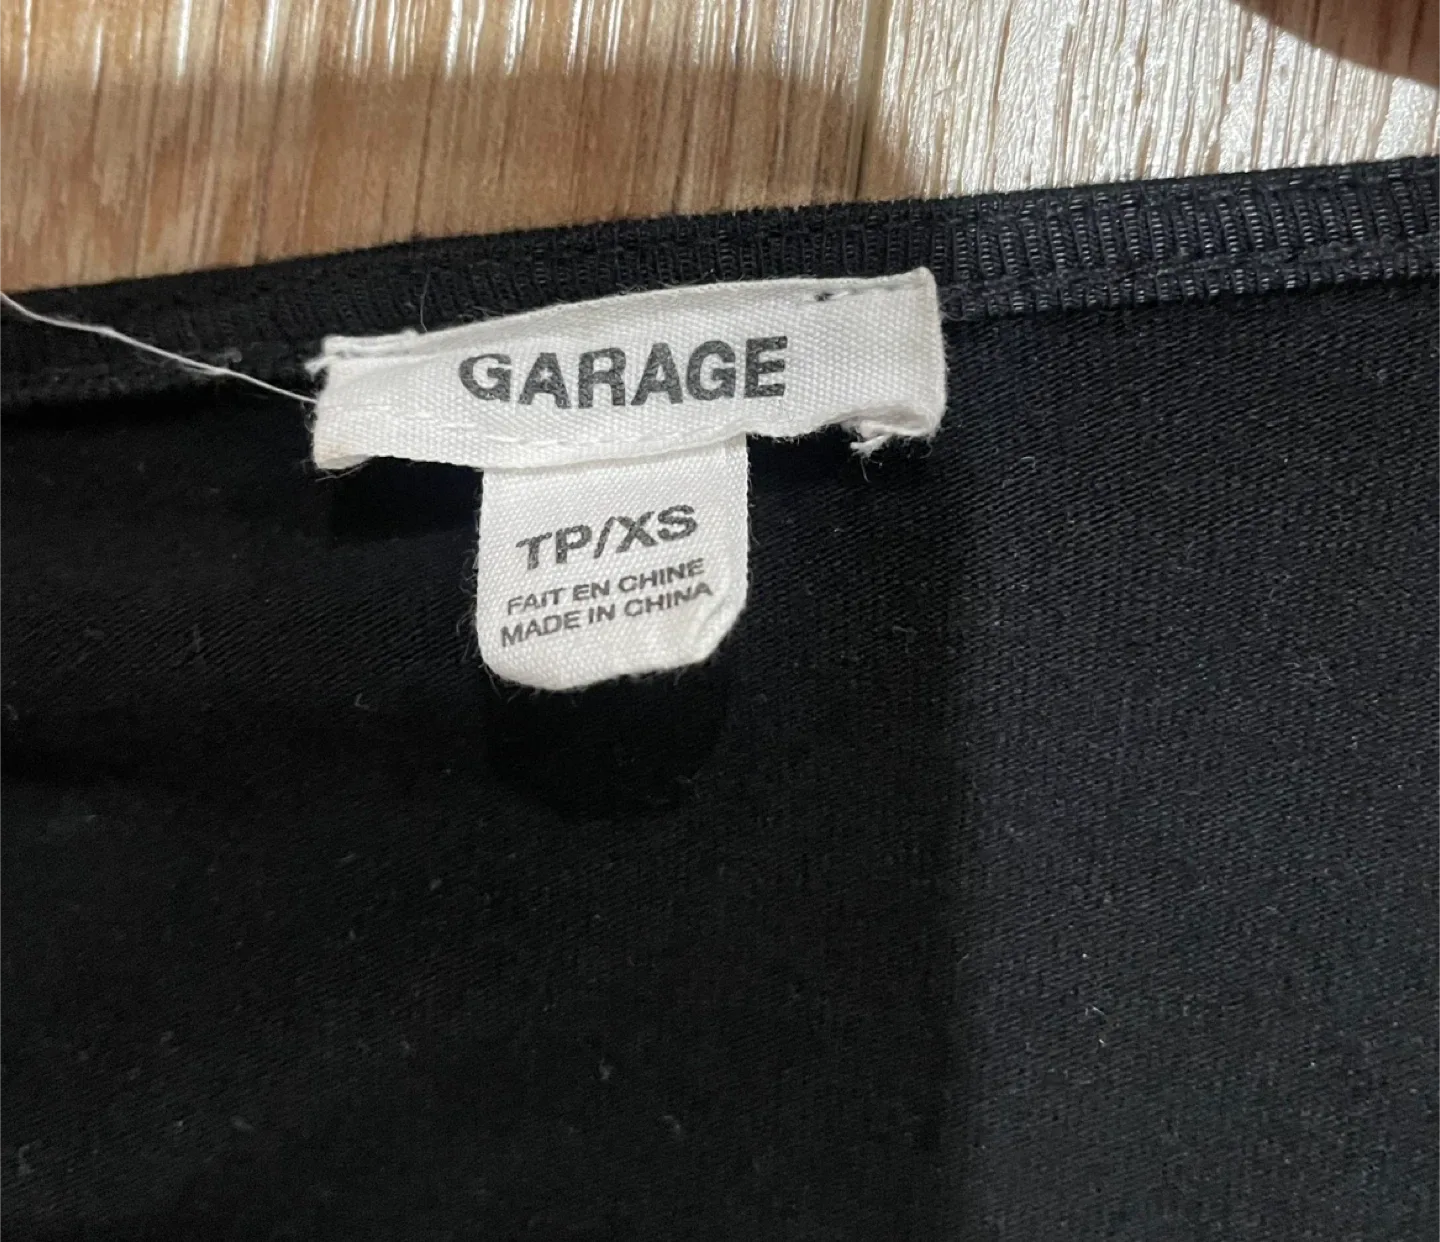 GARAGE
TP/XS
FAIT EN CHINE
MADE IN CHINA